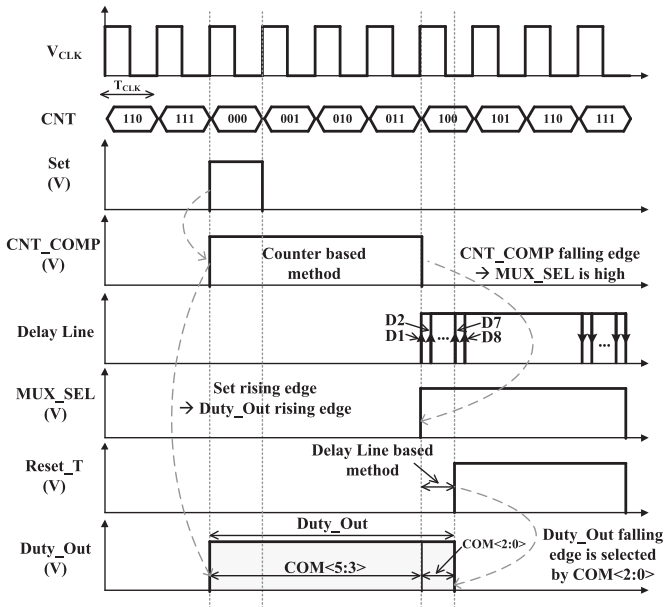 V_CLK
T_CLK
CNT
110 111 000 001 010 011 100 101 110 111
Set
(V)
CNT_COMP
(V)
Counter based
method
CNT_COMP falling edge
→ MUX_SEL is high
Delay Line
D2 D7
D1 ... D8 ...
MUX_SEL
(V)
Set rising edge
→ Duty_Out rising edge
Reset_T
(V)
Delay Line based
method
Duty_Out
(V)
Duty_Out
COM<5:3>
COM<2:0>
Duty_Out falling
edge is selected
by COM<2:0>